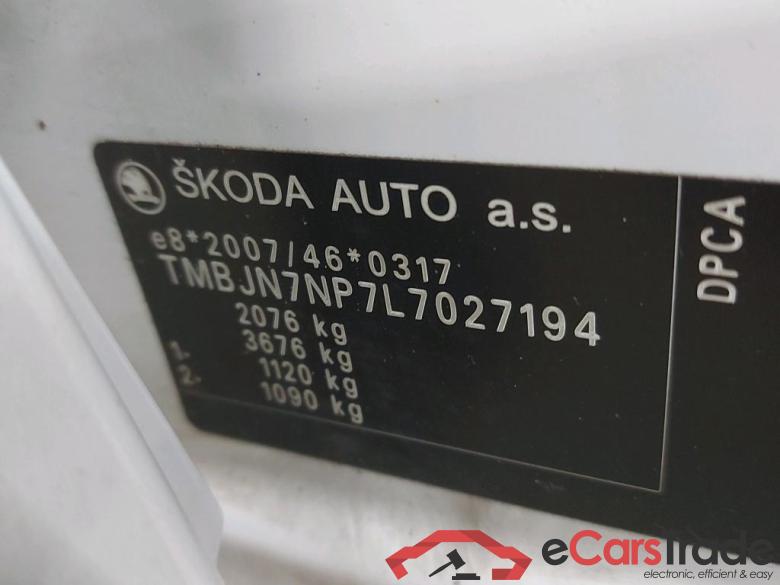 ŠKODA AUTO a.s.
e8*2007/46*0317
TMBJN7NP7L7027194
2076 kg
3676 kg
1. 1120 kg
2. 1090 kg
DPCA
eCarsTrade
electronic, efficient & easy